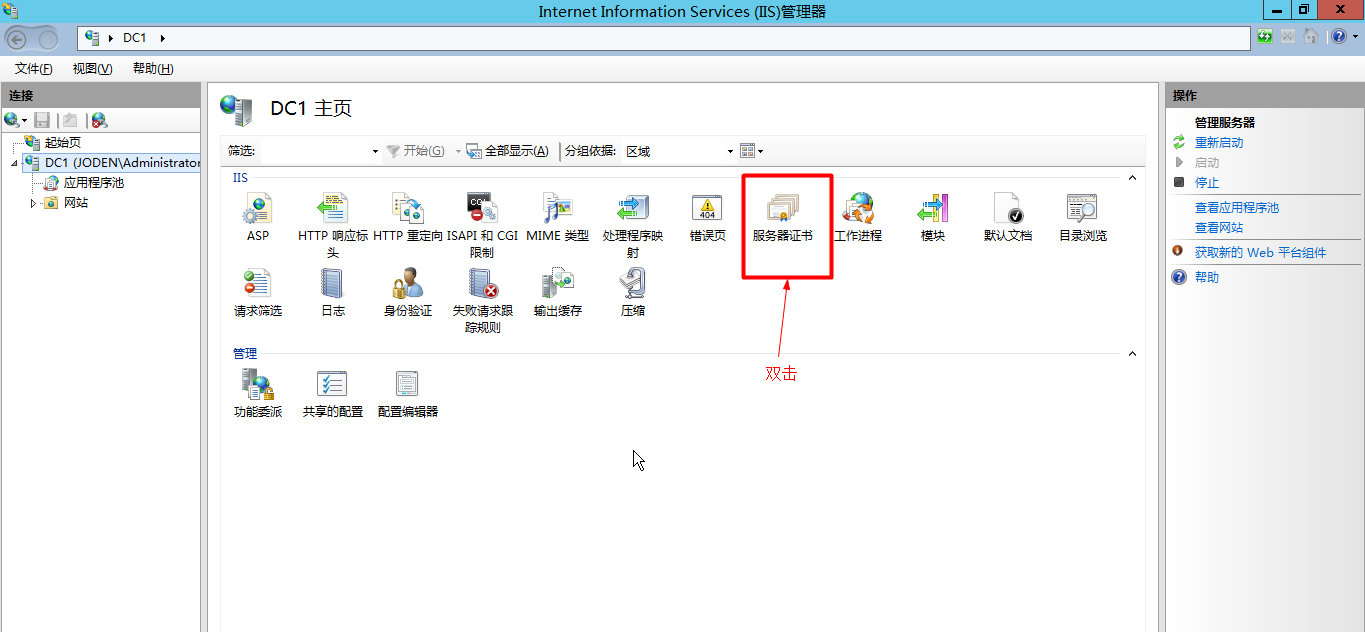 Internet Information Services (IIS)管理器
DC1
文件(F) 视图(V) 帮助(H)
连接
起始页
DC1 (JODEN\Administrator
应用程序池
网站
DC1 主页
筛选: 开始(G) 全部显示(A) 分组依据: 区域
IIS
ASP
HTTP 响应标
头
HTTP 重定向
ISAPI 和 CGI
限制
MIME 类型
处理程序映
射
错误页
服务器证书
工作进程
模块
默认文档
目录浏览
请求筛选
日志
身份验证
失败请求跟
踪规则
输出缓存
压缩
双击
管理
功能委派
共享的配置
配置编辑器
操作
管理服务器
重新启动
启动
停止
查看应用程序池
查看网站
获取新的 Web 平台组件
帮助